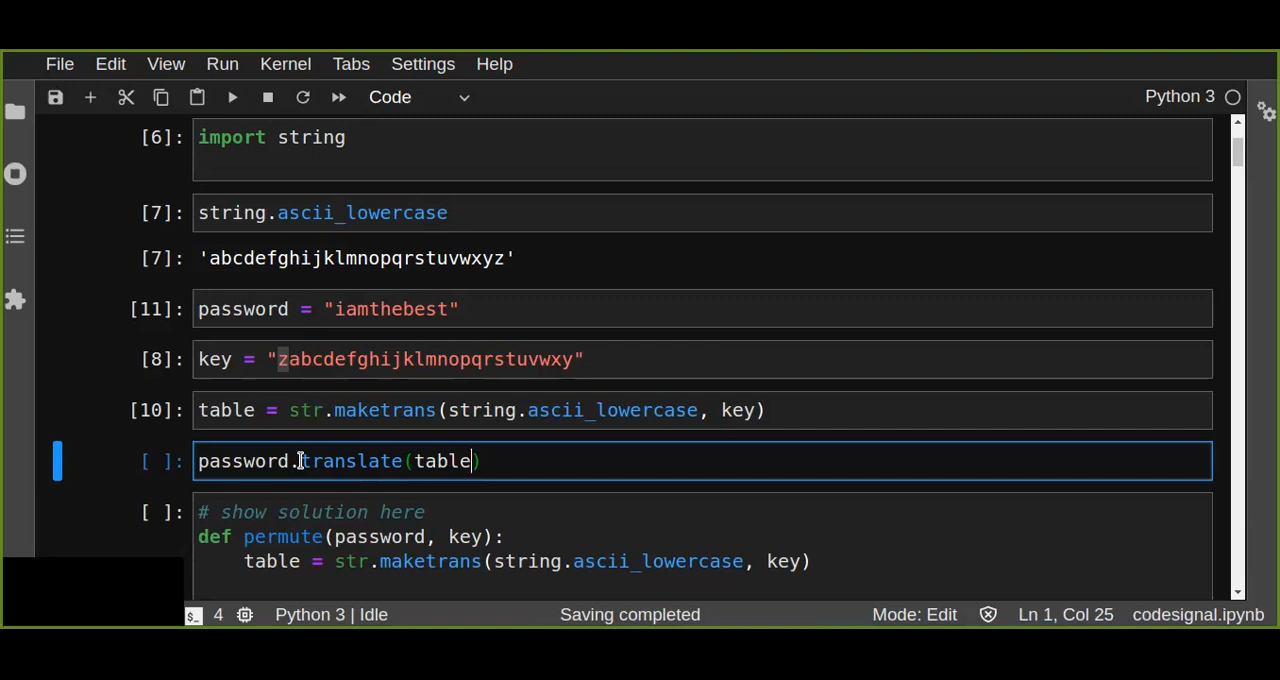 File Edit View Run Kernel Tabs Settings Help
Code Python 3
[6]: import string
[7]: string.ascii_lowercase
[7]: 'abcdefghijklmnopqrstuvwxyz'
[11]: password = "iamthebest"
[8]: key = "zabcdefghijklmnopqrstuvwxy"
[10]: table = str.maketrans(string.ascii_lowercase, key)
[ ]: password.translate(table)
[ ]: # show solution here
def permute(password, key):
table = str.maketrans(string.ascii_lowercase, key)
$_ 4 Python 3 | Idle Saving completed Mode: Edit Ln 1, Col 25 codesignal.ipynb